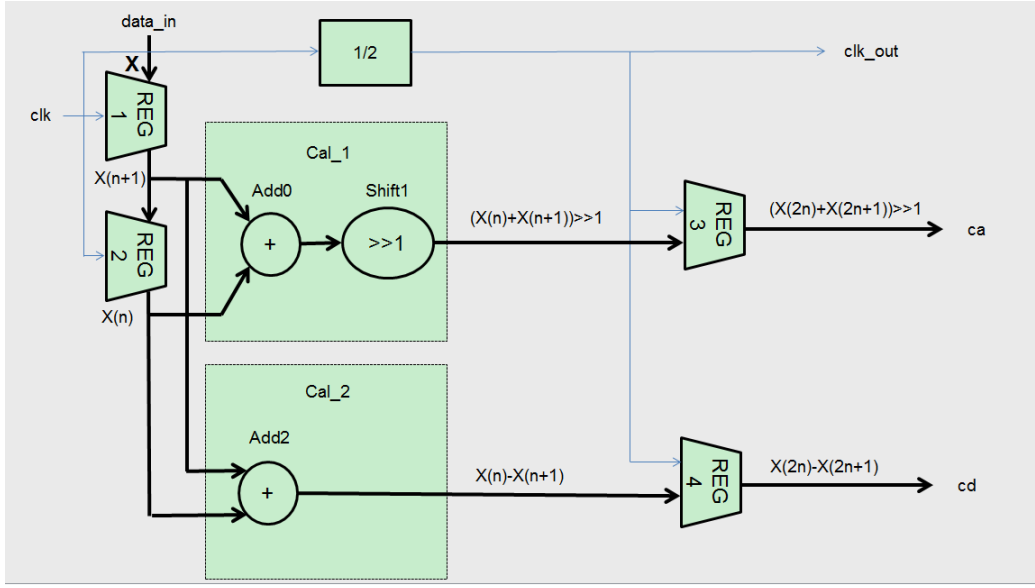 data_in
X
1/2
clk_out
clk
REG
1
X(n+1)
REG
2
X(n)
Cal_1
Add0
Shift1
+
>>1
(X(n)+X(n+1))>>1
REG
3
(X(2n)+X(2n+1))>>1
ca
Cal_2
Add2
+
X(n)-X(n+1)
REG
4
X(2n)-X(2n+1)
cd